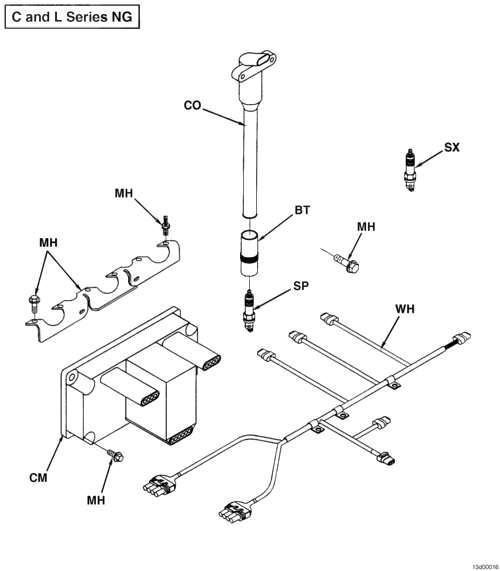 C and L Series NG
CO
SX
MH
BT
MH
MH
SP
WH
CM
MH
13d00016